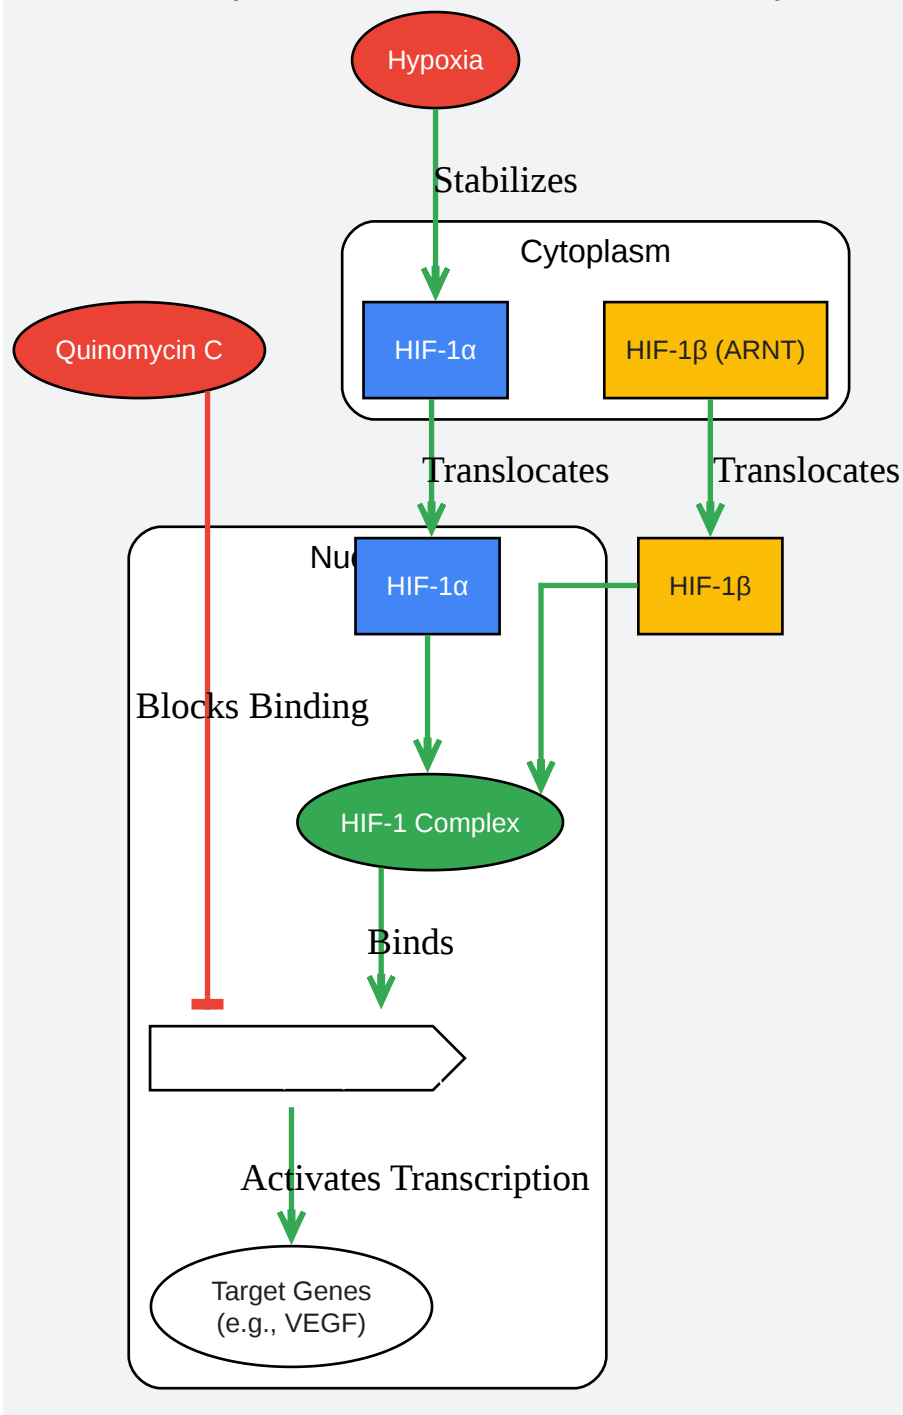 Hypoxia
Stabilizes
Cytoplasm
Quinomycin C
HIF-1α
HIF-1β (ARNT)
Translocates
Translocates
HIF-1α
HIF-1β
Blocks Binding
HIF-1 Complex
Binds
Activates Transcription
Target Genes
(e.g., VEGF)